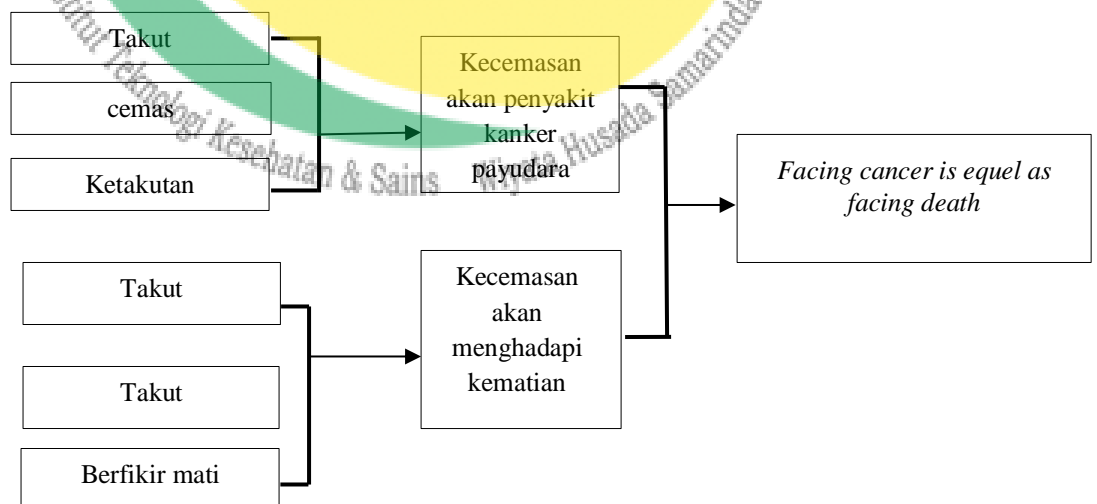 Takut
cemas
Ketakutan
Kecemasan
akan penyakit
kanker
payudara
Takut
Takut
Berfikir mati
Kecemasan
akan
menghadapi
kematian
Facing cancer is equel as
facing death
Teknologi Kesehatan & Sains Wiyata Husada Samarinda